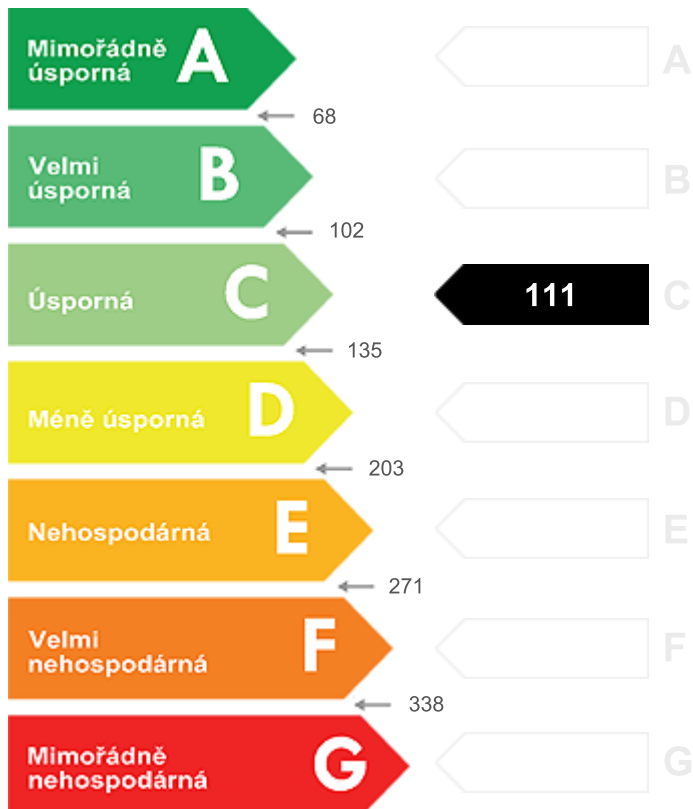 Mimořádně
úsporná
A
A
68
Velmi
úsporná
B
B
102
Úsporná
C
111
C
135
Méně úsporná
D
D
203
Nehospodárná
E
E
271
Velmi
nehospodárná
F
F
338
Mimořádně
nehospodárná
G
G